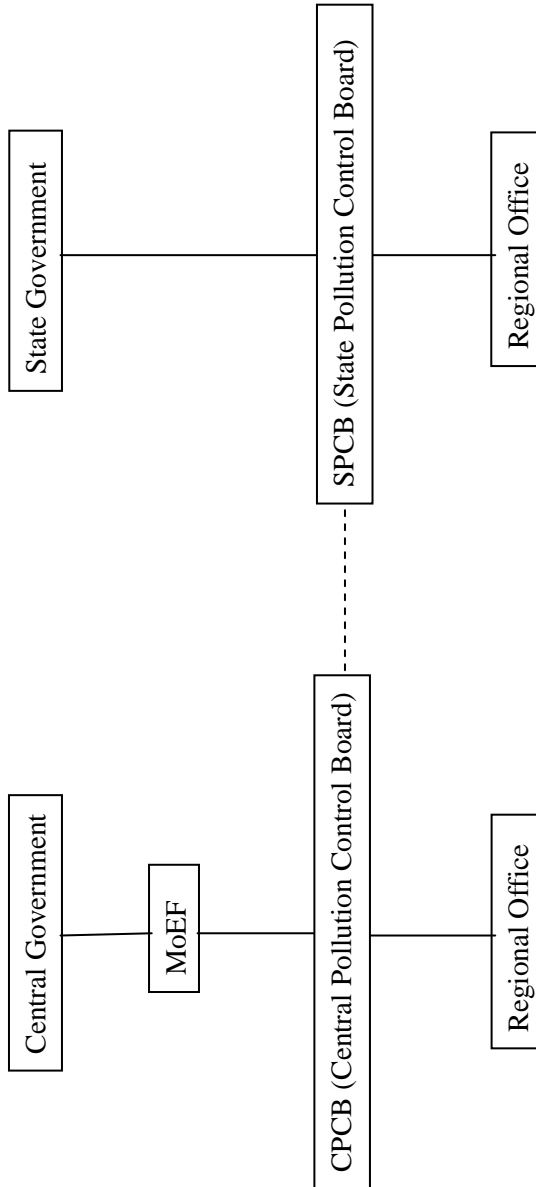 Central Government
State Government
MoEF
CPCB (Central Pollution Control Board)
SPCB (State Pollution Control Board)
Regional Office
Regional Office